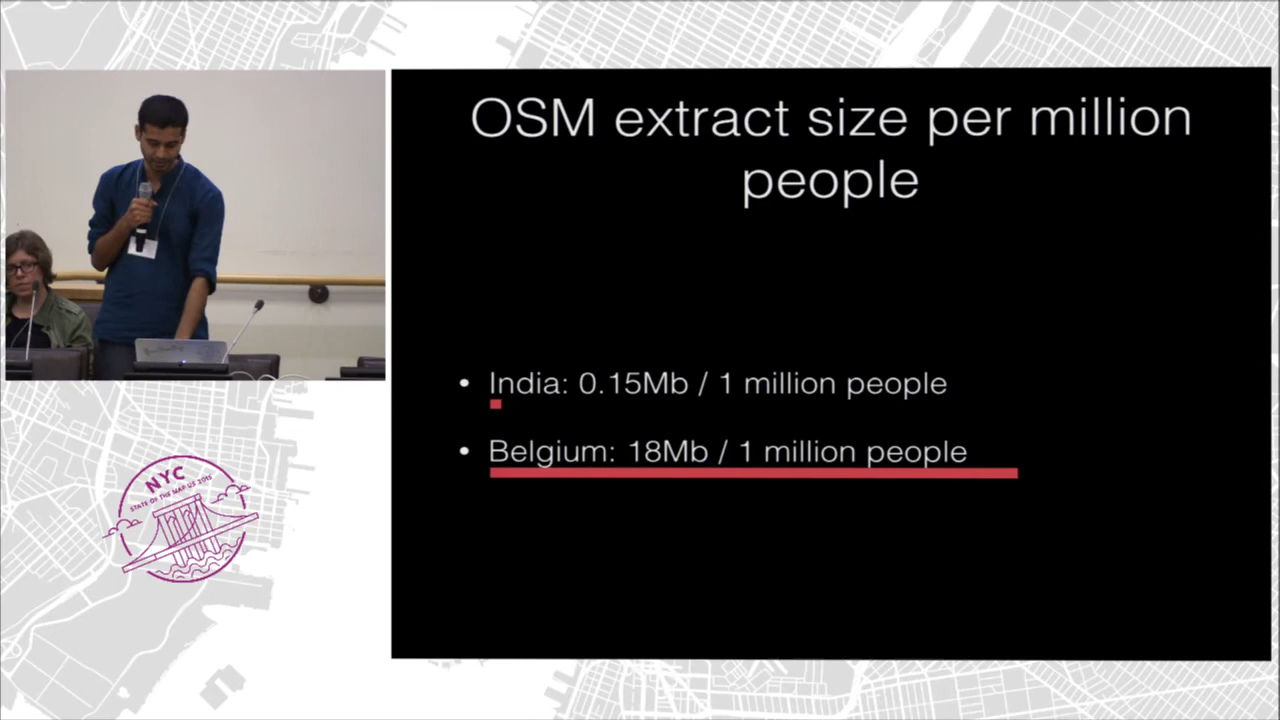 OSM extract size per million
people
• India: 0.15Mb / 1 million people
• Belgium: 18Mb / 1 million people
NYC
STATE OF THE MAP US 2015